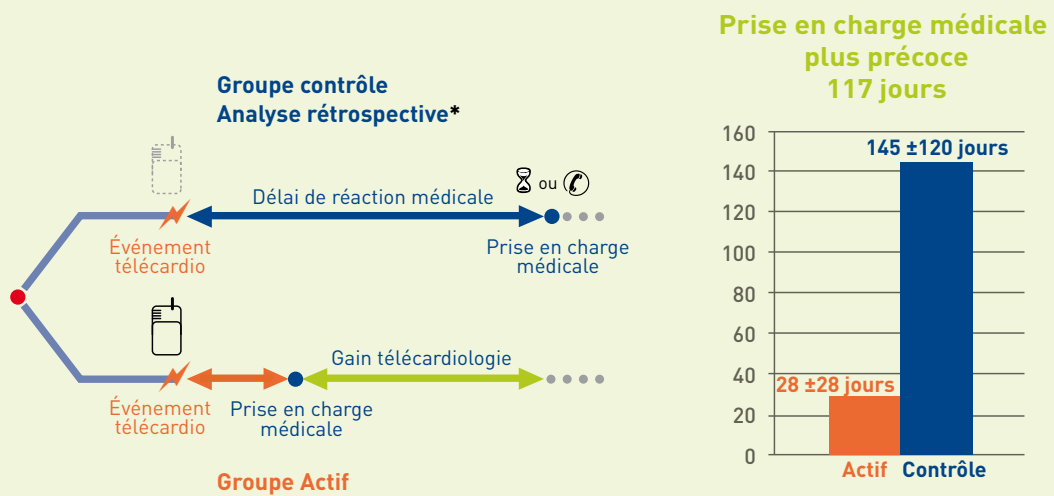 Groupe contrôle
Analyse rétrospective*
ou
Délai de réaction médicale
Événement
télécardio
Prise en charge
médicale
Gain télécardiologie
Événement
télécardio
Prise en charge
médicale
Groupe Actif
Prise en charge médicale
plus précoce
117 jours
160
145 ±120 jours
140
120
100
80
60
40
28 ±28 jours
20
0
Actif Contrôle